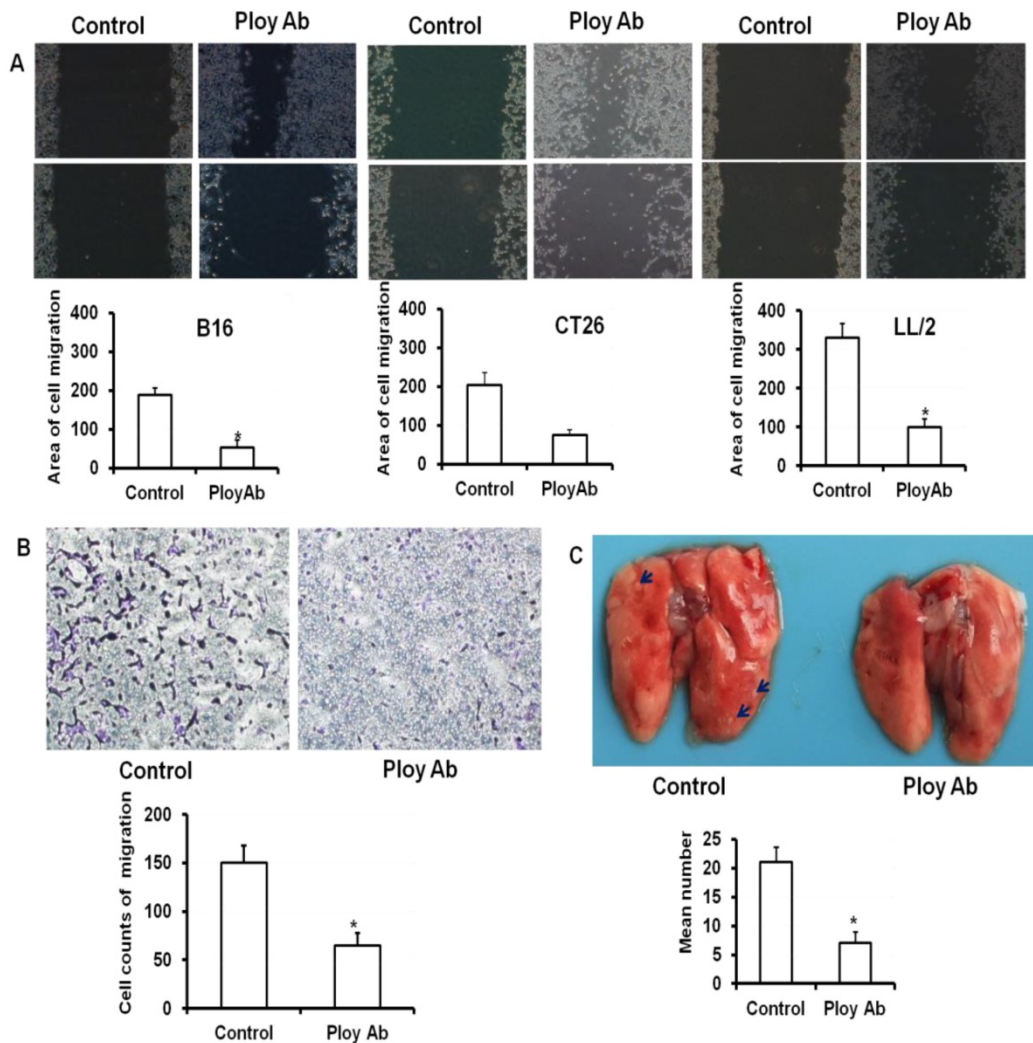 Control
Ploy Ab
Control
Ploy Ab
Control
Ploy Ab
A
Area of cell migration
400
300
200
100
0
B16
*
Control
PloyAb
Area of cell migration
400
300
200
100
0
CT26
Control
PloyAb
Area of cell migration
400
300
200
100
0
LL/2
*
Control
PloyAb
B
Control
Ploy Ab
Cell counts of migration
200
150
100
50
0
*
Control
Ploy Ab
C
Control
Ploy Ab
Mean number
25
20
15
10
5
0
*
Control
Ploy Ab